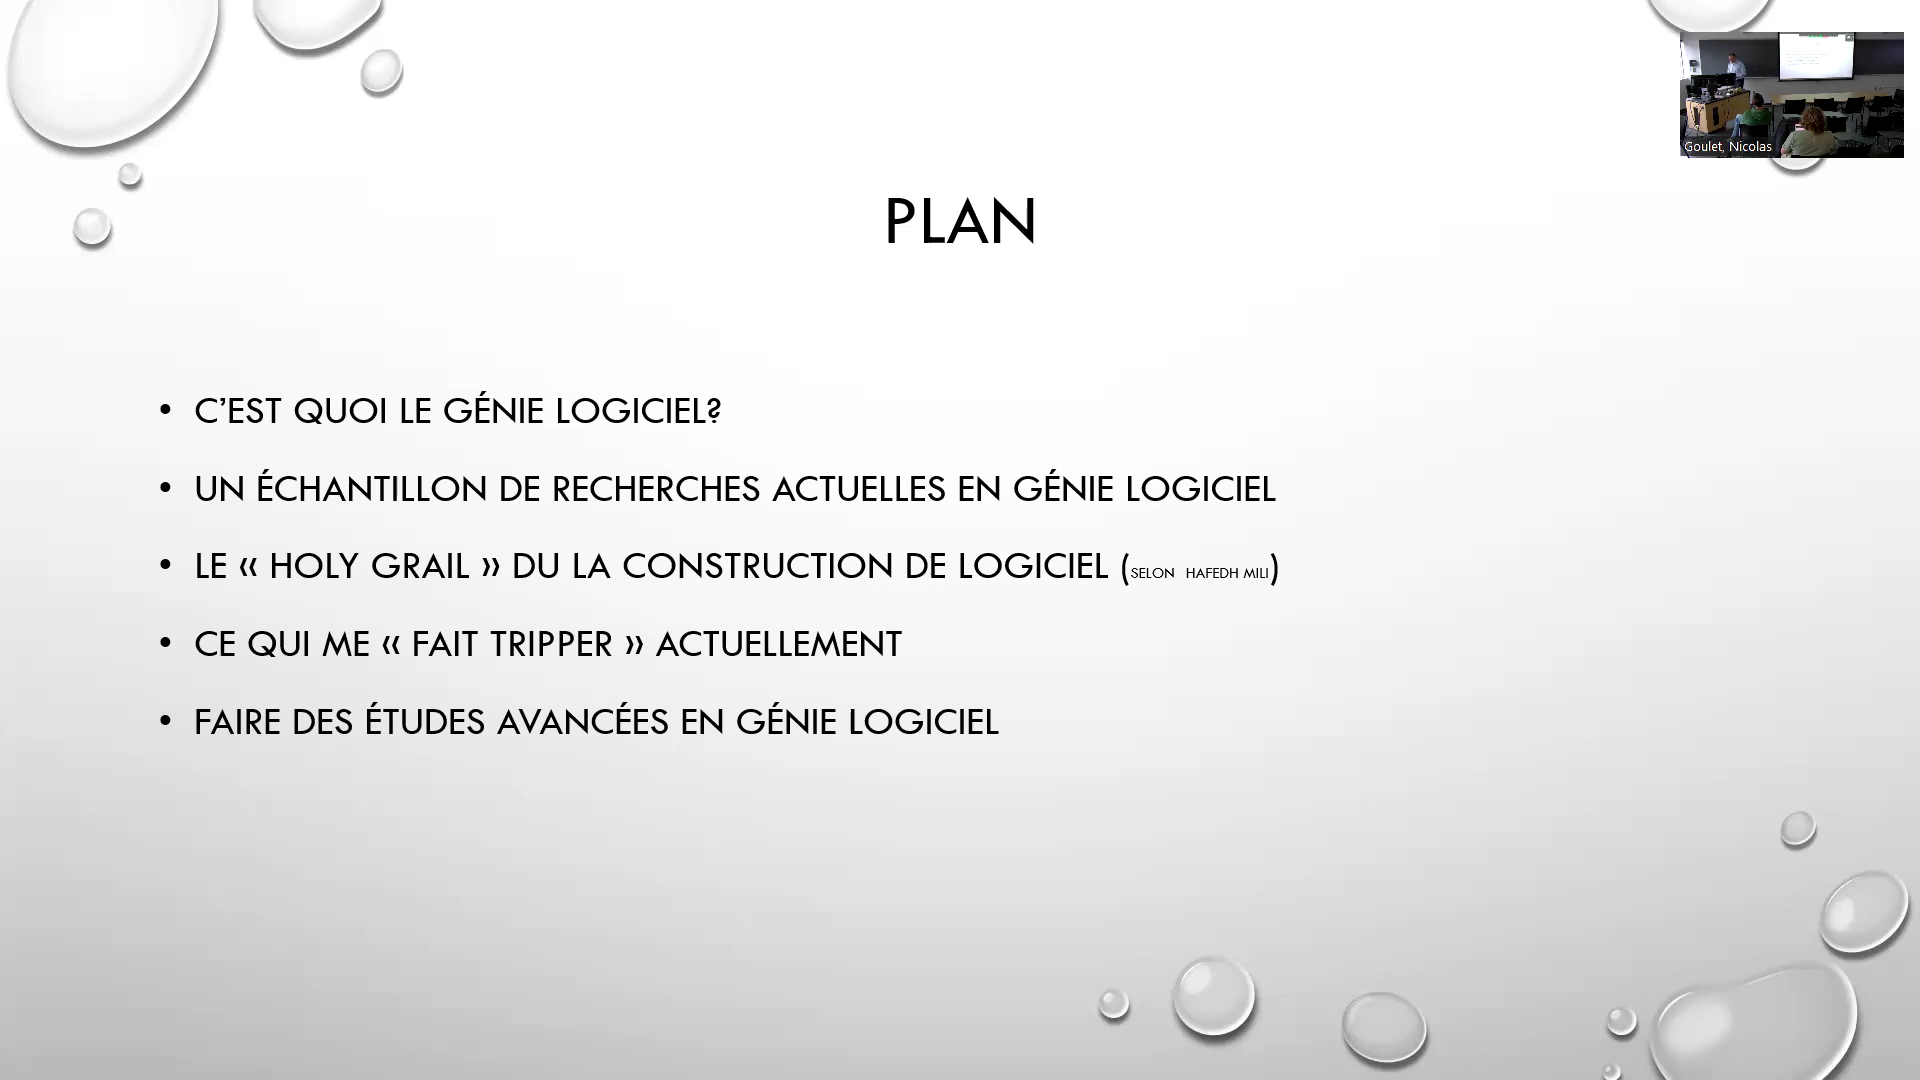 Goulet, Nicolas
PLAN
• C’EST QUOI LE GÉNIE LOGICIEL?
• UN ÉCHANTILLON DE RECHERCHES ACTUELLES EN GÉNIE LOGICIEL
• LE « HOLY GRAIL » DU LA CONSTRUCTION DE LOGICIEL (SELON HAFEDH MILI)
• CE QUI ME « FAIT TRIPPER » ACTUELLEMENT
• FAIRE DES ÉTUDES AVANCÉES EN GÉNIE LOGICIEL